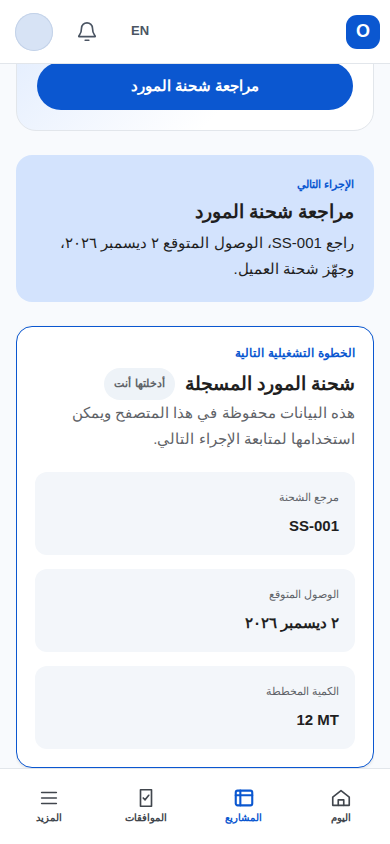 EN
O
مراجعة شحنة المورد
الإجراء التالي
مراجعة شحنة المورد
راجع SS-001، الوصول المتوقع ٢ ديسمبر ٢٠٢٦،
وجهّز شحنة العميل.
الخطوة التشغيلية التالية
شحنة المورد المسجلة أدخلتها أنت
هذه البيانات محفوظة في هذا المتصفح ويمكن
استخدامها لمتابعة الإجراء التالي.
مرجع الشحنة
SS-001
الوصول المتوقع
٢ ديسمبر ٢٠٢٦
الكمية المخططة
12 MT
اليوم
المشاريع
الموافقات
المزيد